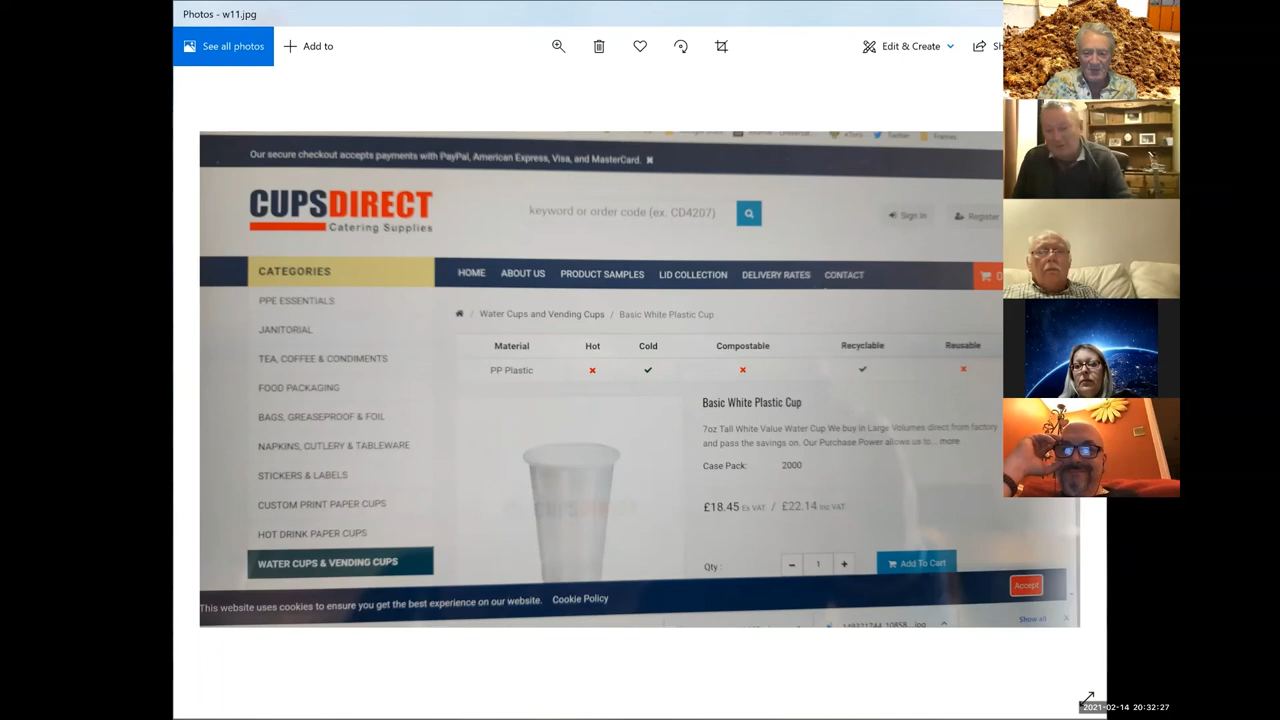 Photos - w11.jpg
See all photos
Add to
Edit & Create
Our secure checkout accepts payments with PayPal, American Express, Visa, and MasterCard.
CUPSDIRECT
Catering Supplies
keyword or order code (ex. CD4207)
Sign In
Register
CATEGORIES
HOME ABOUT US PRODUCT SAMPLES LID COLLECTION DELIVERY RATES CONTACT
0
PPE ESSENTIALS
JANITORIAL
TEA, COFFEE & CONDIMENTS
FOOD PACKAGING
BAGS, GREASEPROOF & FOIL
NAPKINS, CUTLERY & TABLEWARE
STICKERS & LABELS
CUSTOM PRINT PAPER CUPS
HOT DRINK PAPER CUPS
WATER CUPS & VENDING CUPS
/ Water Cups and Vending Cups / Basic White Plastic Cup
Material Hot Cold Compostable Recyclable Reusable
PP Plastic
Basic White Plastic Cup
7oz Tall White Value Water Cup We buy in Large Volumes direct from factory
and pass the savings on. Our Purchase Power allows us to... more
Case Pack: 2000
£18.45 Ex VAT / £22.14 Inc VAT
Qty : - 1 +
Add To Cart
This website uses cookies to ensure you get the best experience on our website. Cookie Policy
Accept
Show all
2021-02-14 20:32:27